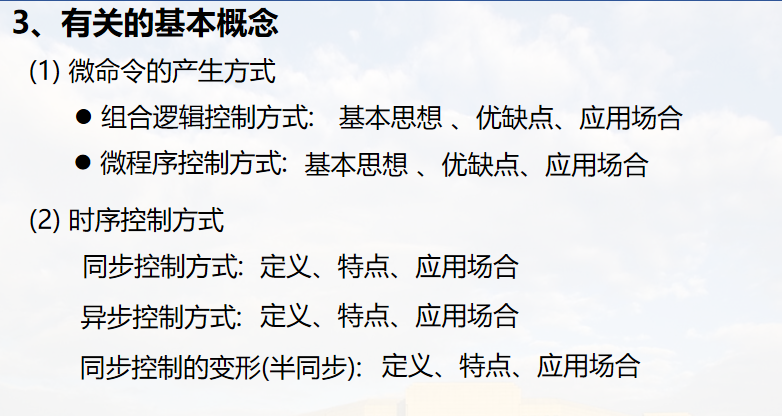 3、有关的基本概念
(1) 微命令的产生方式
● 组合逻辑控制方式: 基本思想 、优缺点、应用场合
● 微程序控制方式: 基本思想 、优缺点、应用场合
(2) 时序控制方式
同步控制方式: 定义、特点、应用场合
异步控制方式: 定义、特点、应用场合
同步控制的变形(半同步): 定义、特点、应用场合